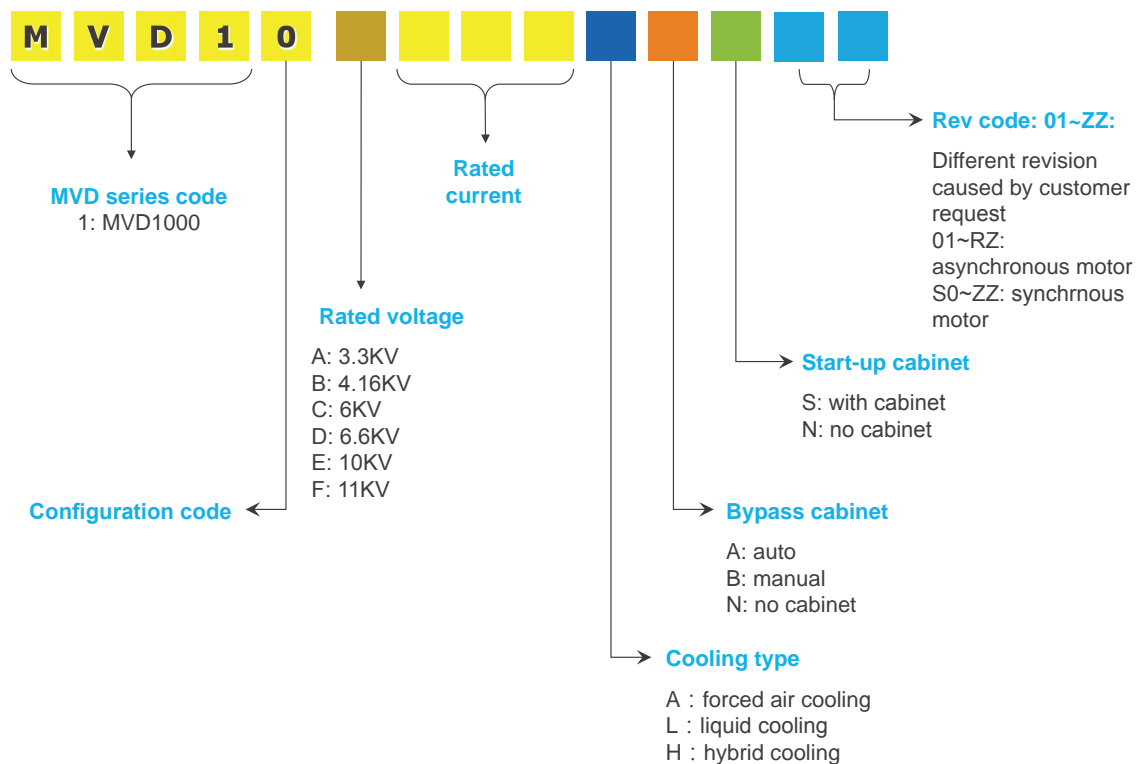 M V D 1 0
Rev code: 01~ZZ:
Different revision
caused by customer
request
01~RZ:
asynchronous motor
S0~ZZ: synchrnous
motor
Rated
current
MVD series code
1: MVD1000
Rated voltage
A: 3.3KV
B: 4.16KV
C: 6KV
D: 6.6KV
E: 10KV
F: 11KV
Start-up cabinet
S: with cabinet
N: no cabinet
Configuration code
Bypass cabinet
A: auto
B: manual
N: no cabinet
Cooling type
A : forced air cooling
L : liquid cooling
H : hybrid cooling